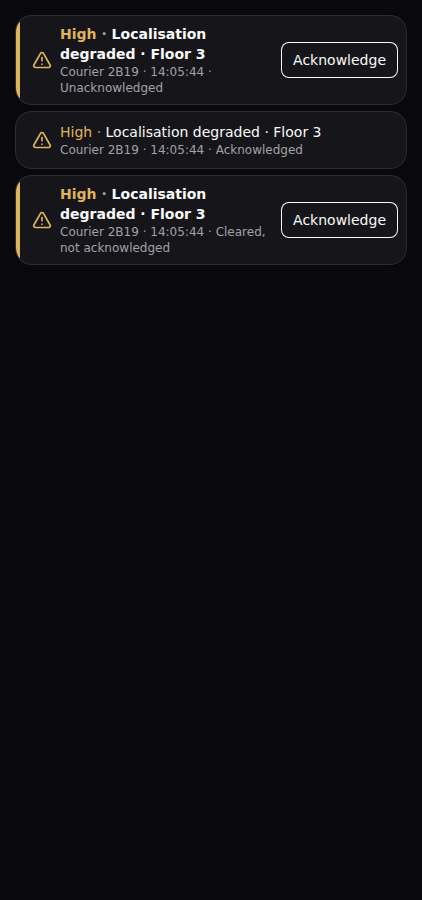 High · Localisation
degraded · Floor 3
Courier 2B19 · 14:05:44 ·
Unacknowledged
Acknowledge
High · Localisation degraded · Floor 3
Courier 2B19 · 14:05:44 · Acknowledged
High · Localisation
degraded · Floor 3
Courier 2B19 · 14:05:44 · Cleared,
not acknowledged
Acknowledge